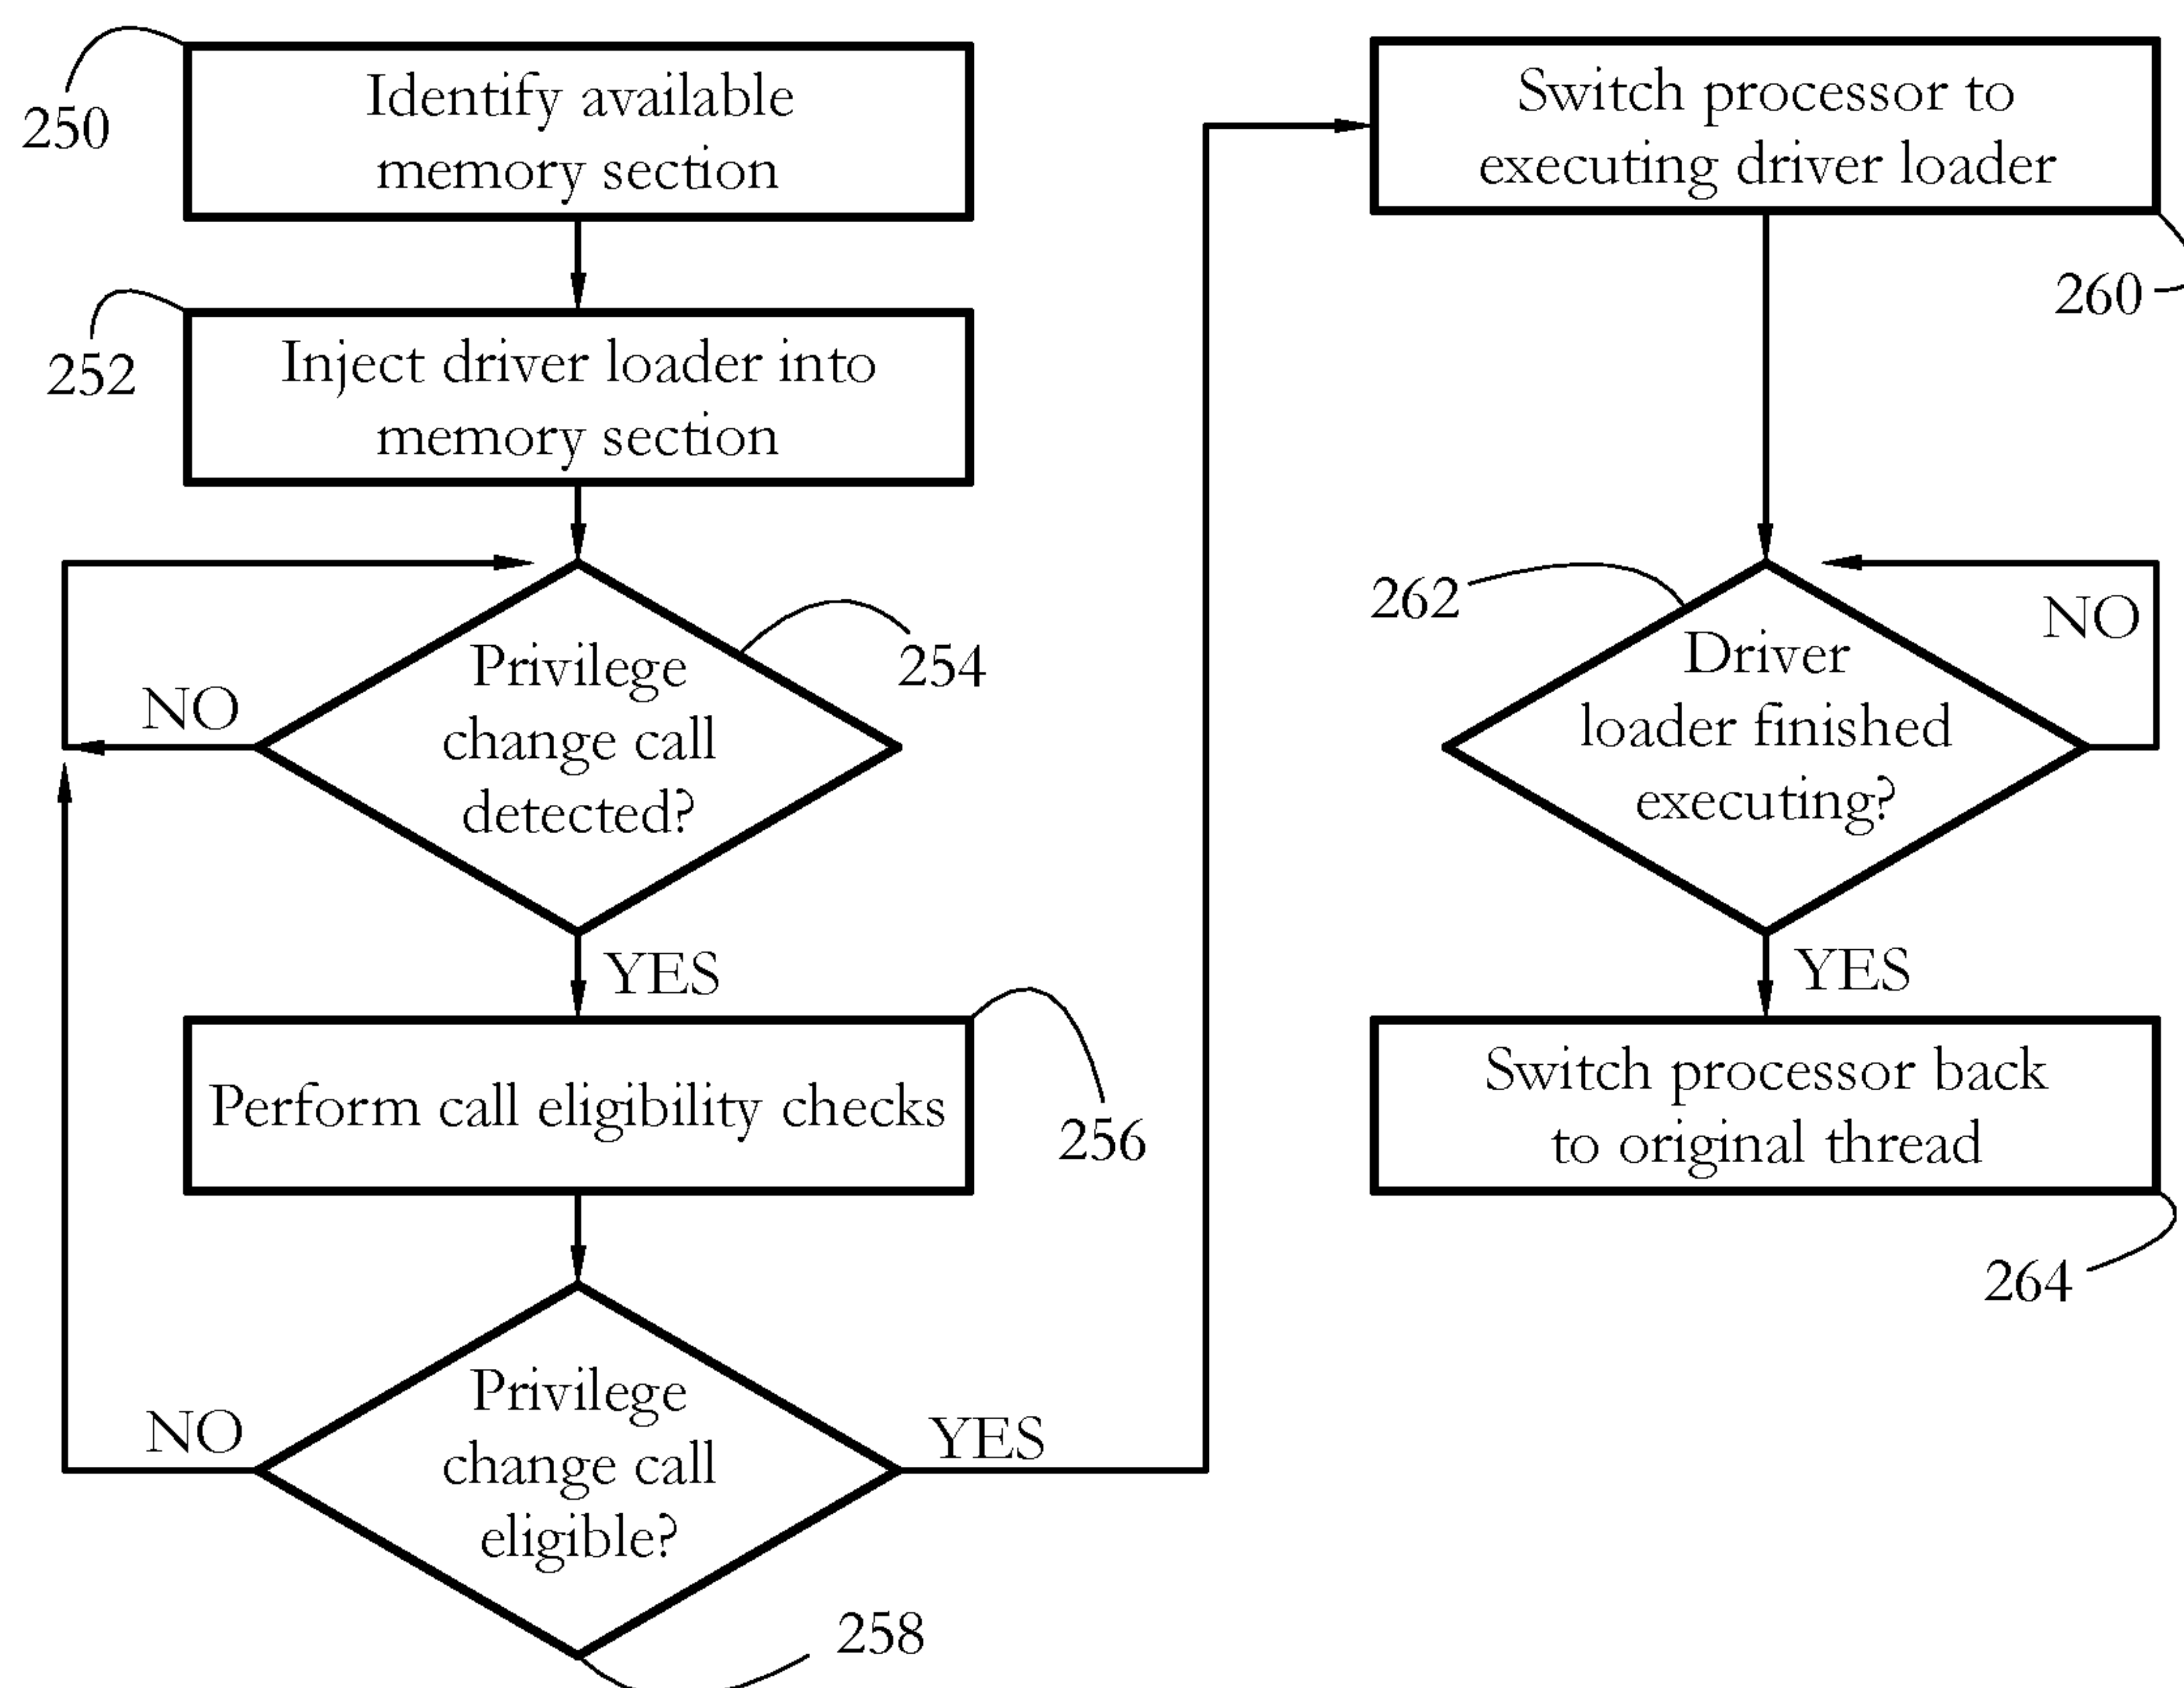 250
Identify available
memory section
252
Inject driver loader into
memory section
254
Privilege
change call
detected?
NO
YES
256
Perform call eligibility checks
Privilege
change call
eligible?
NO
YES
258
Switch processor to
executing driver loader
260
262
Driver
loader finished
executing?
NO
YES
Switch processor back
to original thread
264